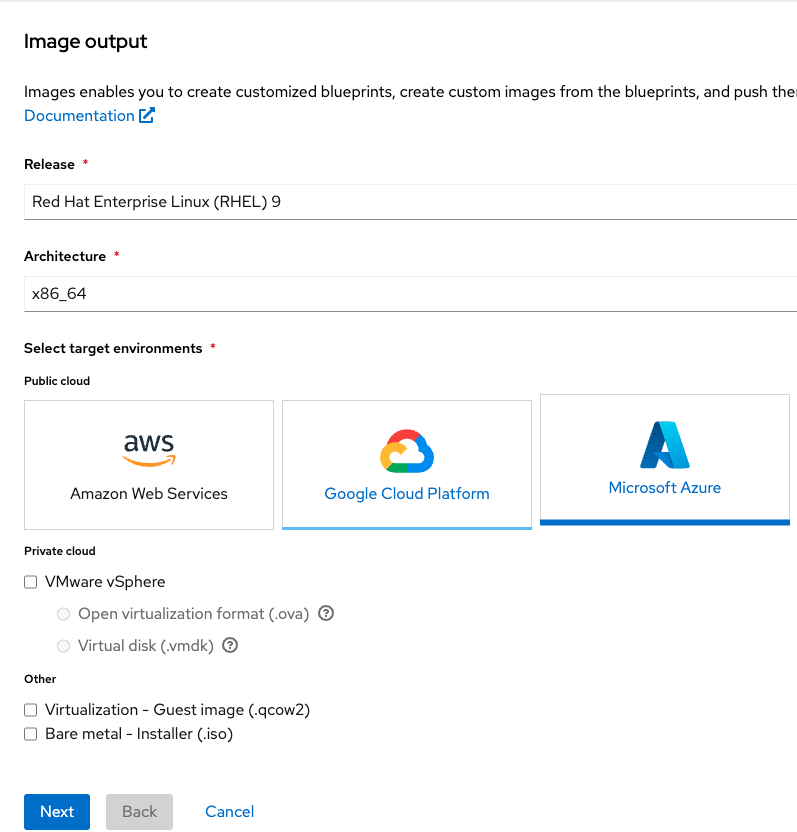 Image output
Images enables you to create customized blueprints, create custom images from the blueprints, and push
Documentation
Release *
Red Hat Enterprise Linux (RHEL) 9
Architecture *
x86_64
Select target environments *
Public cloud
aws
Amazon Web Services
Google Cloud Platform
Microsoft Azure
Private cloud
VMware vSphere
Open virtualization format (.ova)
Virtual disk (.vmdk)
Other
Virtualization - Guest image (.qcow2)
Bare metal - Installer (.iso)
Next Back Cancel